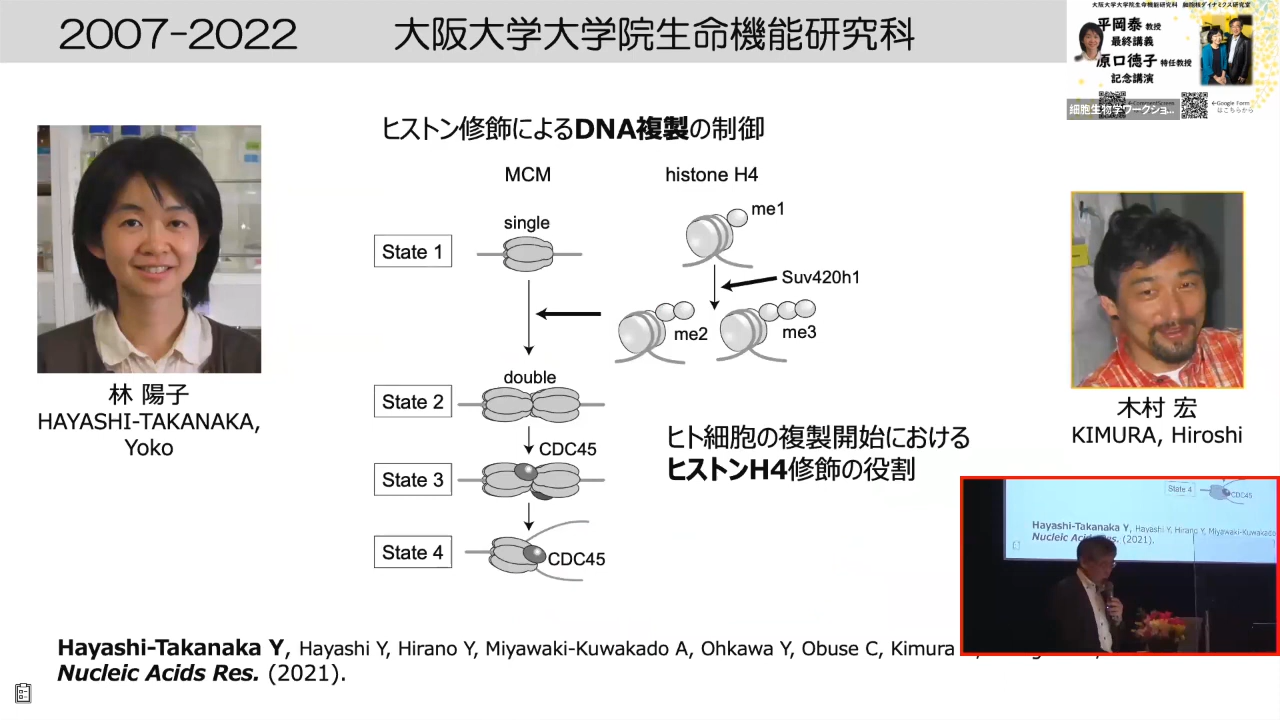 2007-2022 大阪大学大学院生命機能研究科
大阪大学大学院生命機能研究科 細胞核ダイナミクス研究室
平岡泰 教授
最終講義
原口徳子 特任教授
記念講演
細胞生物学ワークショ...
←CommentScreen
←Google Form
はこちらから
ヒストン修飾によるDNA複製の制御
MCM
histone H4
single
me1
State 1
Suv420h1
me2
me3
double
State 2
CDC45
State 3
State 4
CDC45
ヒト細胞の複製開始における
ヒストンH4修飾の役割
林 陽子
HAYASHI-TAKANAKA,
Yoko
木村 宏
KIMURA, Hiroshi
State 4
CDC45
Hayashi-Takanaka Y, Hayashi Y, Hirano Y, Miyawaki-Kuwakado
Nucleic Acids Res. (2021).
Hayashi-Takanaka Y, Hayashi Y, Hirano Y, Miyawaki-Kuwakado A, Ohkawa Y, Obuse C, Kimura
Nucleic Acids Res. (2021).